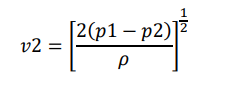 v2 = [2(p1 − p2) / ρ]^1/2